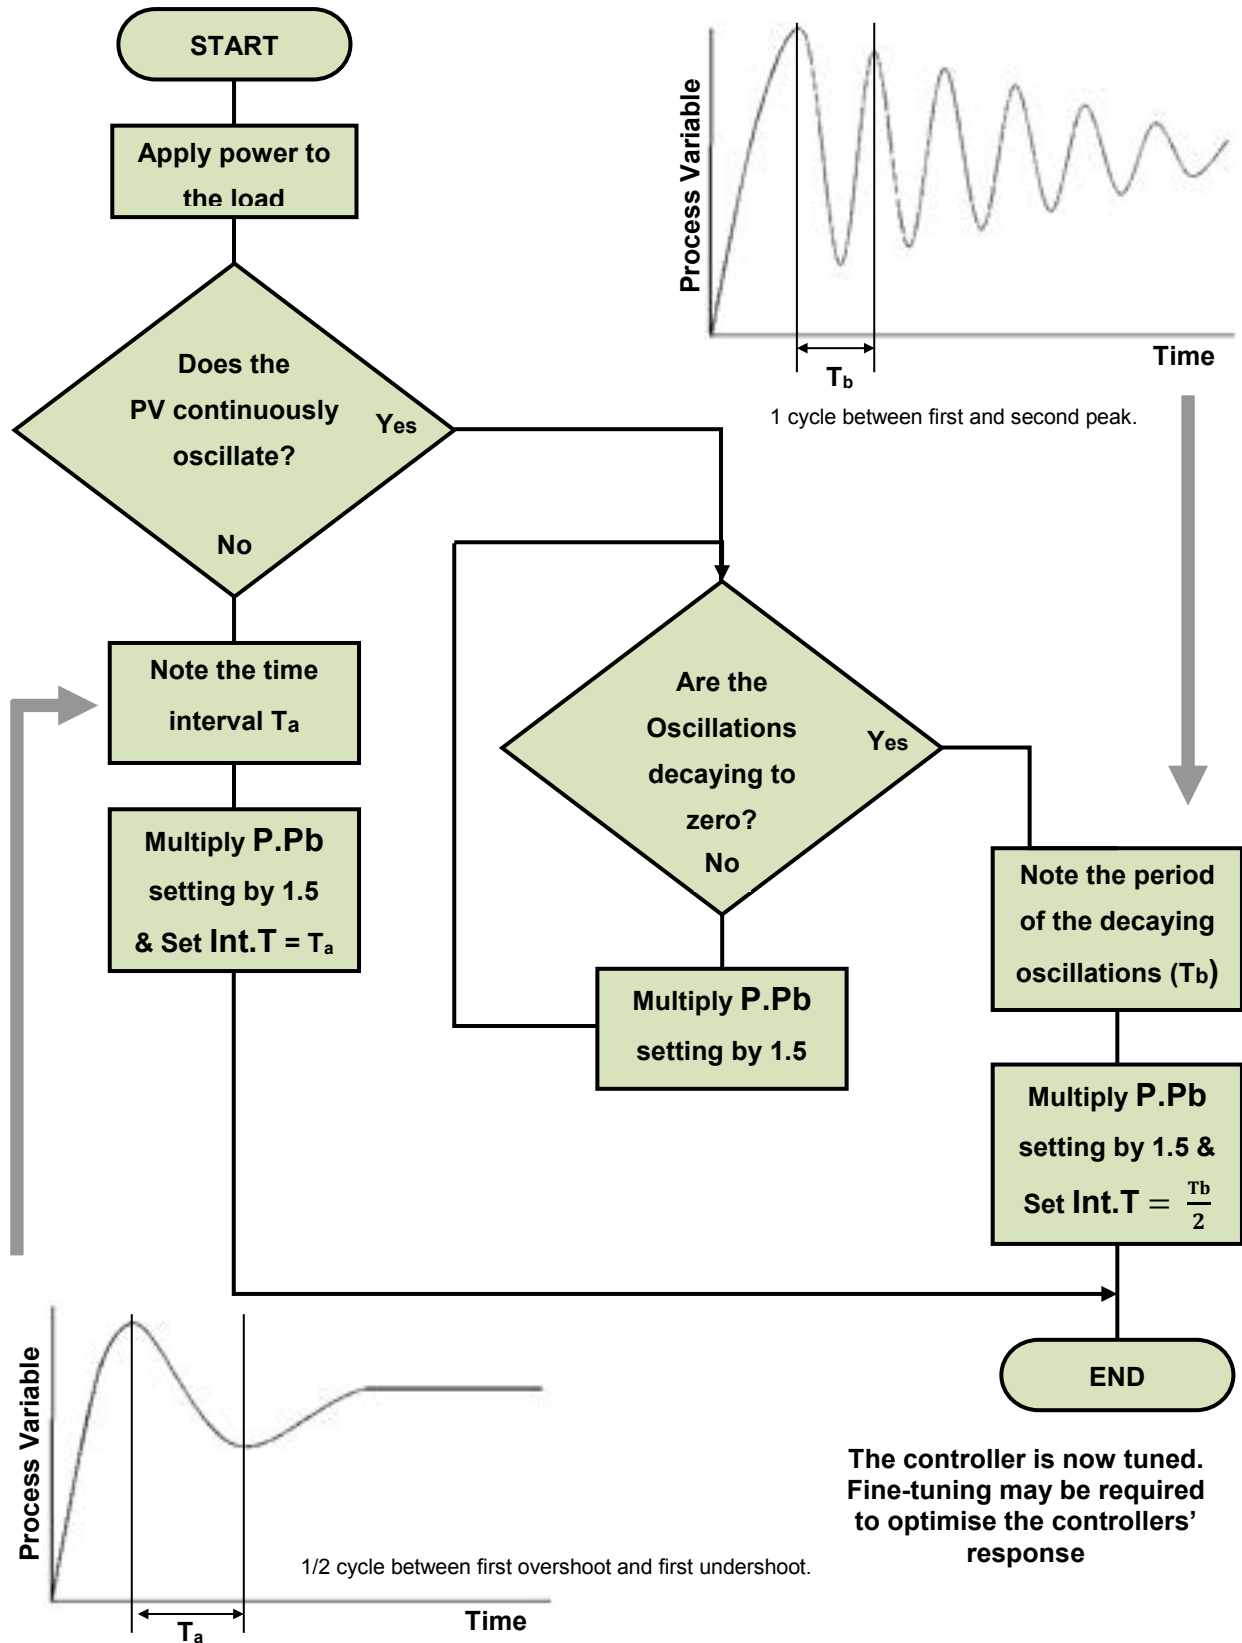 START
Apply power to
the load
Does the
PV continuously
oscillate?
Yes
No
Note the time
interval Ta
Multiply P.Pb
setting by 1.5
& Set Int.T = Ta
Process Variable
Time
Tb
1 cycle between first and second peak.
Are the
Oscillations
decaying to
zero?
Yes
No
Multiply P.Pb
setting by 1.5
Note the period
of the decaying
oscillations (Tb)
Multiply P.Pb
setting by 1.5 &
Set Int.T = Tb/2
END
The controller is now tuned.
Fine-tuning may be required
to optimise the controllers’
response
Process Variable
1/2 cycle between first overshoot and first undershoot.
Time
Ta